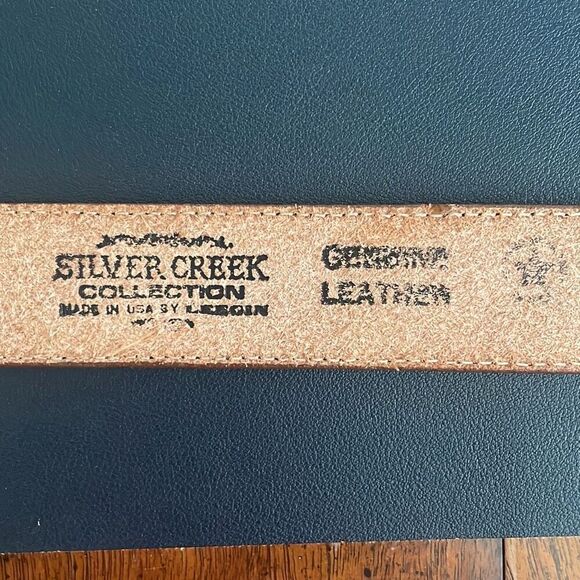 SILVER CREEK
COLLECTION
MADE IN USA BY LEEGIN
GENUINE
LEATHER